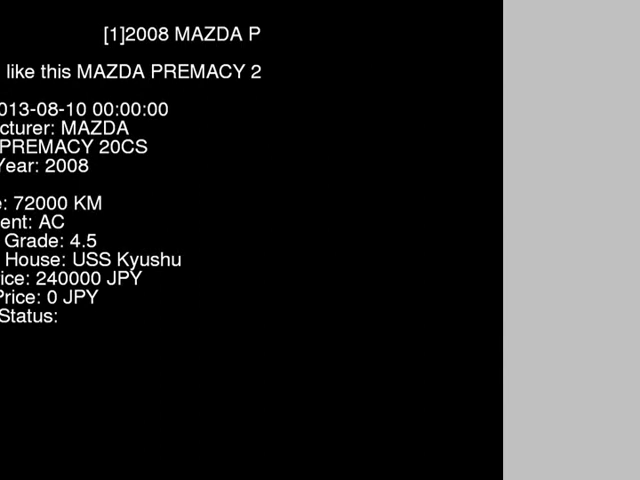 [1]2008 MAZDA P
like this MAZDA PREMACY 2
013-08-10 00:00:00
cturer: MAZDA
PREMACY 20CS
Year: 2008
e: 72000 KM
ent: AC
Grade: 4.5
House: USS Kyushu
ice: 240000 JPY
Price: 0 JPY
Status: